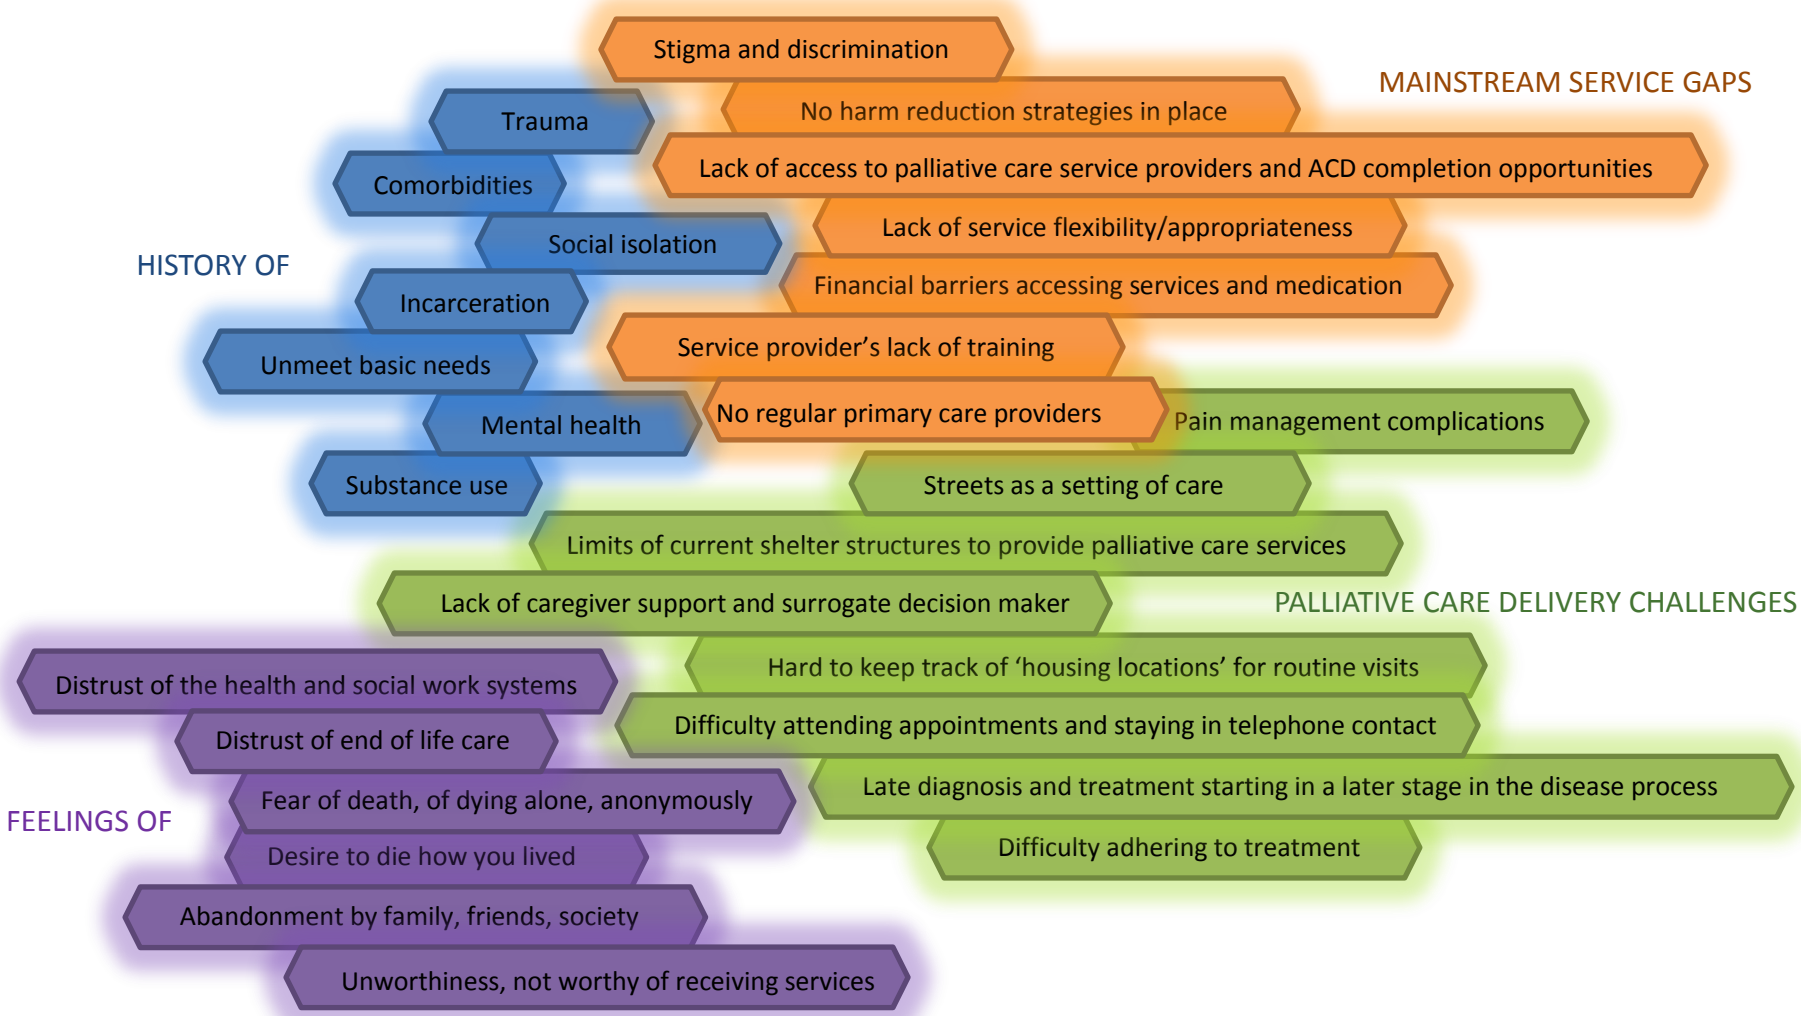 Stigma and discrimination
MAINSTREAM SERVICE GAPS
No harm reduction strategies in place
Trauma
Lack of access to palliative care service providers and ACD completion opportunities
Comorbidities
Lack of service flexibility/appropriateness
Social isolation
HISTORY OF
Financial barriers accessing services and medication
Incarceration
Service provider’s lack of training
Unmeet basic needs
No regular primary care providers
Pain management complications
Mental health
Substance use
Streets as a setting of care
Limits of current shelter structures to provide palliative care services
Lack of caregiver support and surrogate decision maker
PALLIATIVE CARE DELIVERY CHALLENGES
Hard to keep track of ‘housing locations’ for routine visits
Distrust of the health and social work systems
Difficulty attending appointments and staying in telephone contact
Distrust of end of life care
Late diagnosis and treatment starting in a later stage in the disease process
Fear of death, of dying alone, anonymously
FEELINGS OF
Difficulty adhering to treatment
Desire to die how you lived
Abandonment by family, friends, society
Unworthiness, not worthy of receiving services